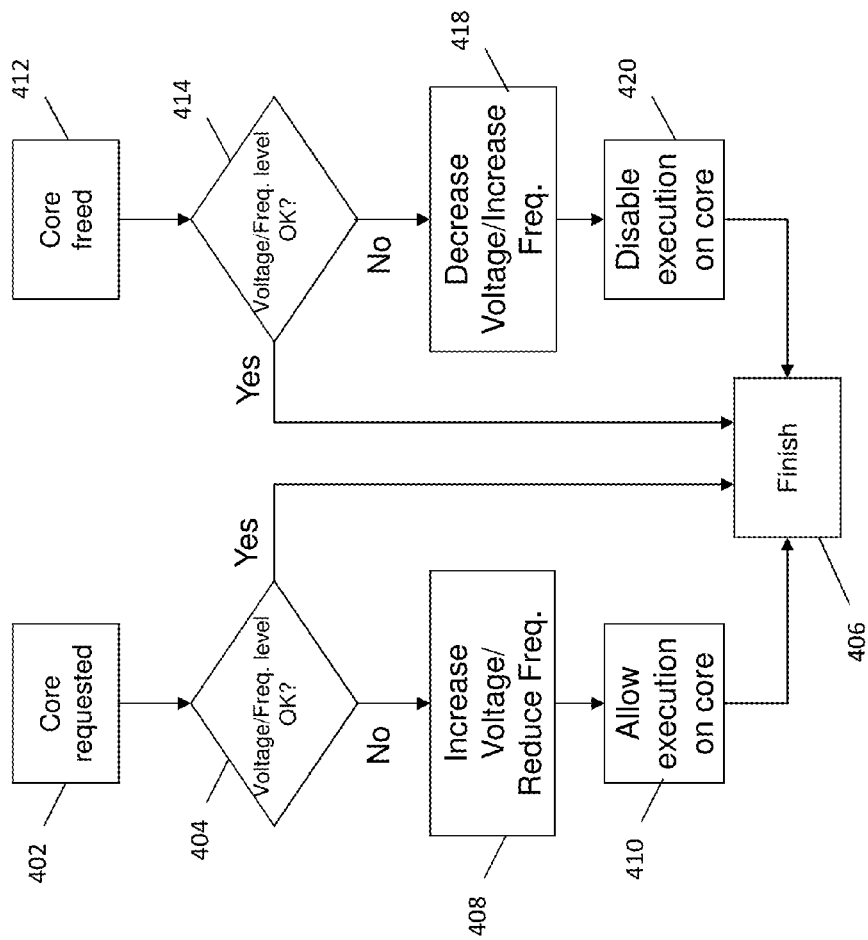 402
Core
requested
404
Voltage/Freq. level
OK?
Yes
No
408
Increase
Voltage/
Reduce Freq.
410
Allow
execution
on core
406
Finish
412
Core
freed
414
Voltage/Freq. level
OK?
Yes
No
418
Decrease
Voltage/Increase
Freq.
420
Disable
execution
on core